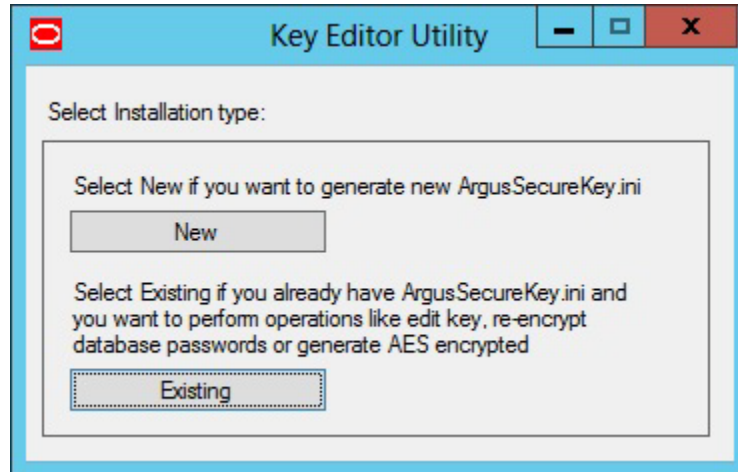 Key Editor Utility
Select Installation type:
Select New if you want to generate new ArgusSecureKey.ini
New
Select Existing if you already have ArgusSecureKey.ini and
you want to perform operations like edit key, re-encrypt
database passwords or generate AES encrypted
Existing